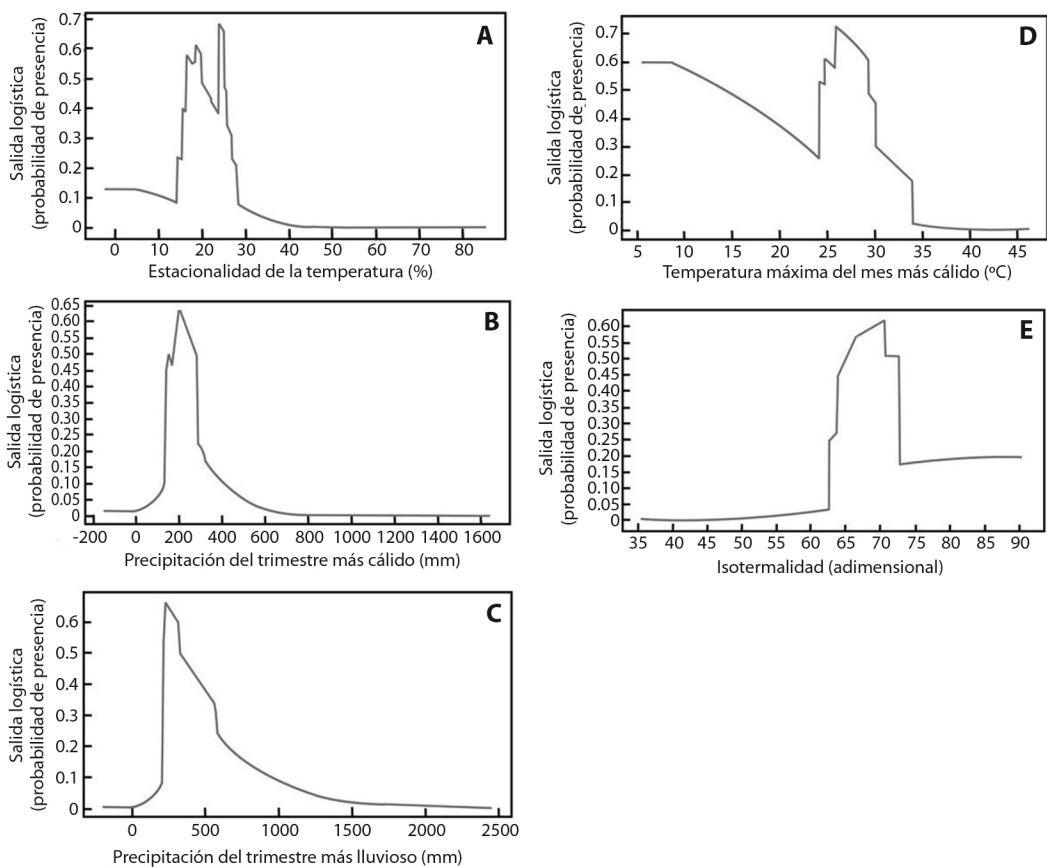 A
Salida logística
(probabilidad de presencia)
0.7
0.6
0.5
0.4
0.3
0.2
0.1
0
0 10 20 30 40 50 60 70 80
Estacionalidad de la temperatura (%)
B
Salida logística
(probabilidad de presencia)
0.65
0.60
0.55
0.50
0.45
0.40
0.35
0.30
0.25
0.20
0.15
0.10
0.05
0
-200 0 200 400 600 800 1000 1200 1400 1600
Precipitación del trimestre más cálido (mm)
C
Salida logística
(probabilidad de presencia)
0.6
0.5
0.4
0.3
0.2
0.1
0
0 500 1000 1500 2000 2500
Precipitación del trimestre más lluvioso (mm)
D
Salida logística
(probabilidad de presencia)
0.7
0.6
0.5
0.4
0.3
0.2
0.1
0
5 10 15 20 25 30 35 40 45
Temperatura máxima del mes más cálido (ºC)
E
Salida logística
(probabilidad de presencia)
0.60
0.55
0.50
0.45
0.35
0.30
0.25
0.20
0.15
0.05
0
35 40 45 50 55 60 65 70 75 80 85 90
Isotermalidad (adimensional)